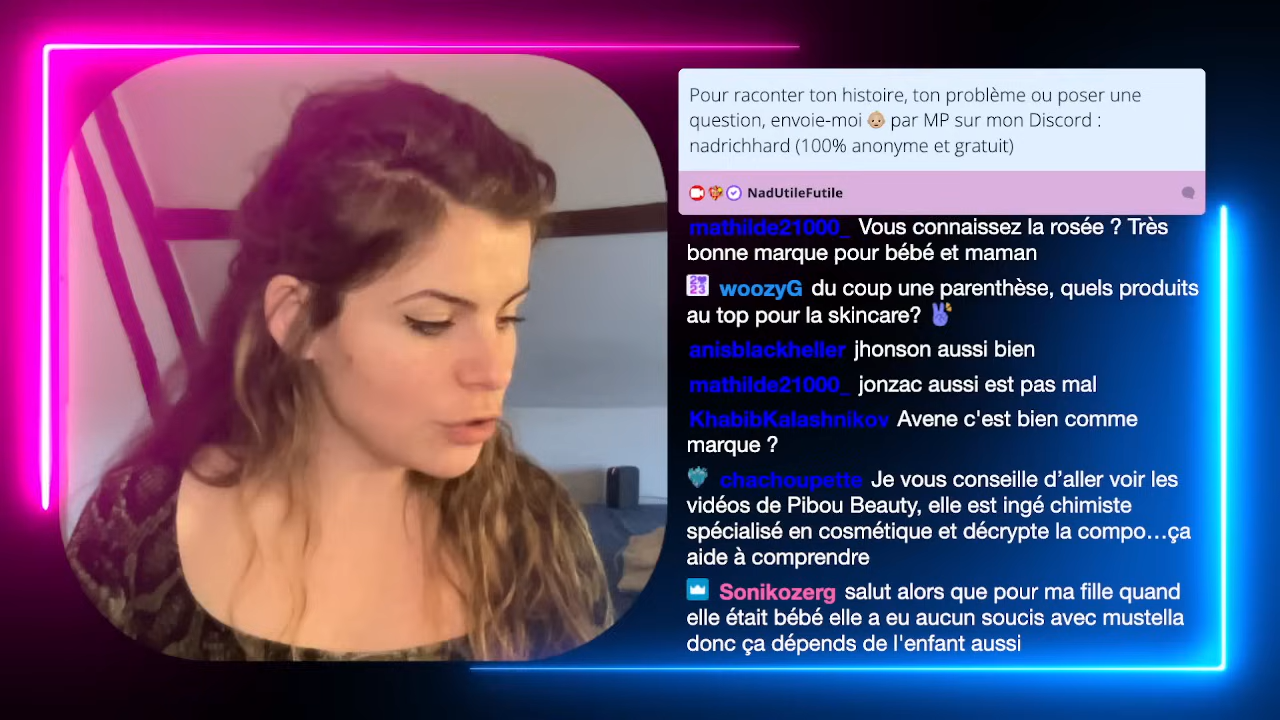 Pour raconter ton histoire, ton problème ou poser une
question, envoie-moi 👶🏼 par MP sur mon Discord :
nadrichhard (100% anonyme et gratuit)
NadUtileFutile
mathilde21000_ Vous connaissez la rosée ? Très
bonne marque pour bébé et maman
woozyG du coup une parenthèse, quels produits
au top pour la skincare?
anisblackheller jhonson aussi bien
mathilde21000_ jonzac aussi est pas mal
KhabibKalashnikov Avene c'est bien comme
marque ?
chachoupette Je vous conseille d’aller voir les
vidéos de Pibou Beauty, elle est ingé chimiste
spécialisé en cosmétique et décrypte la compo…ça
aide à comprendre
Sonikozerg salut alors que pour ma fille quand
elle était bébé elle a eu aucun soucis avec mustella
donc ça dépends de l'enfant aussi